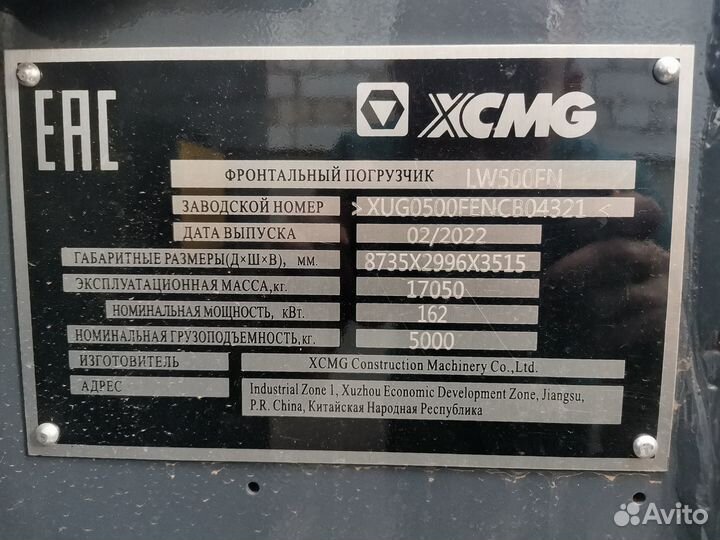 EAC
XCMG
ФРОНТАЛЬНЫЙ ПОГРУЗЧИК LW500FN
ЗАВОДСКОЙ НОМЕР >XUG0500FENCB04321<
ДАТА ВЫПУСКА 02/2022
ГАБАРИТНЫЕ РАЗМЕРЫ(Д×Ш×В), мм. 8735X2996X3515
ЭКСПЛУАТАЦИОННАЯ МАССА,кг. 17050
НОМИНАЛЬНАЯ МОЩНОСТЬ, кВт. 162
НОМИНАЛЬНАЯ ГРУЗОПОДЪЕМНОСТЬ,кг. 5000
ИЗГОТОВИТЕЛЬ XCMG Construction Machinery Co.,Ltd.
АДРЕС Industrial Zone 1, Xuzhou Economic Development Zone, Jiangsu,
P.R. China, Китайская Народная Республика
Avito